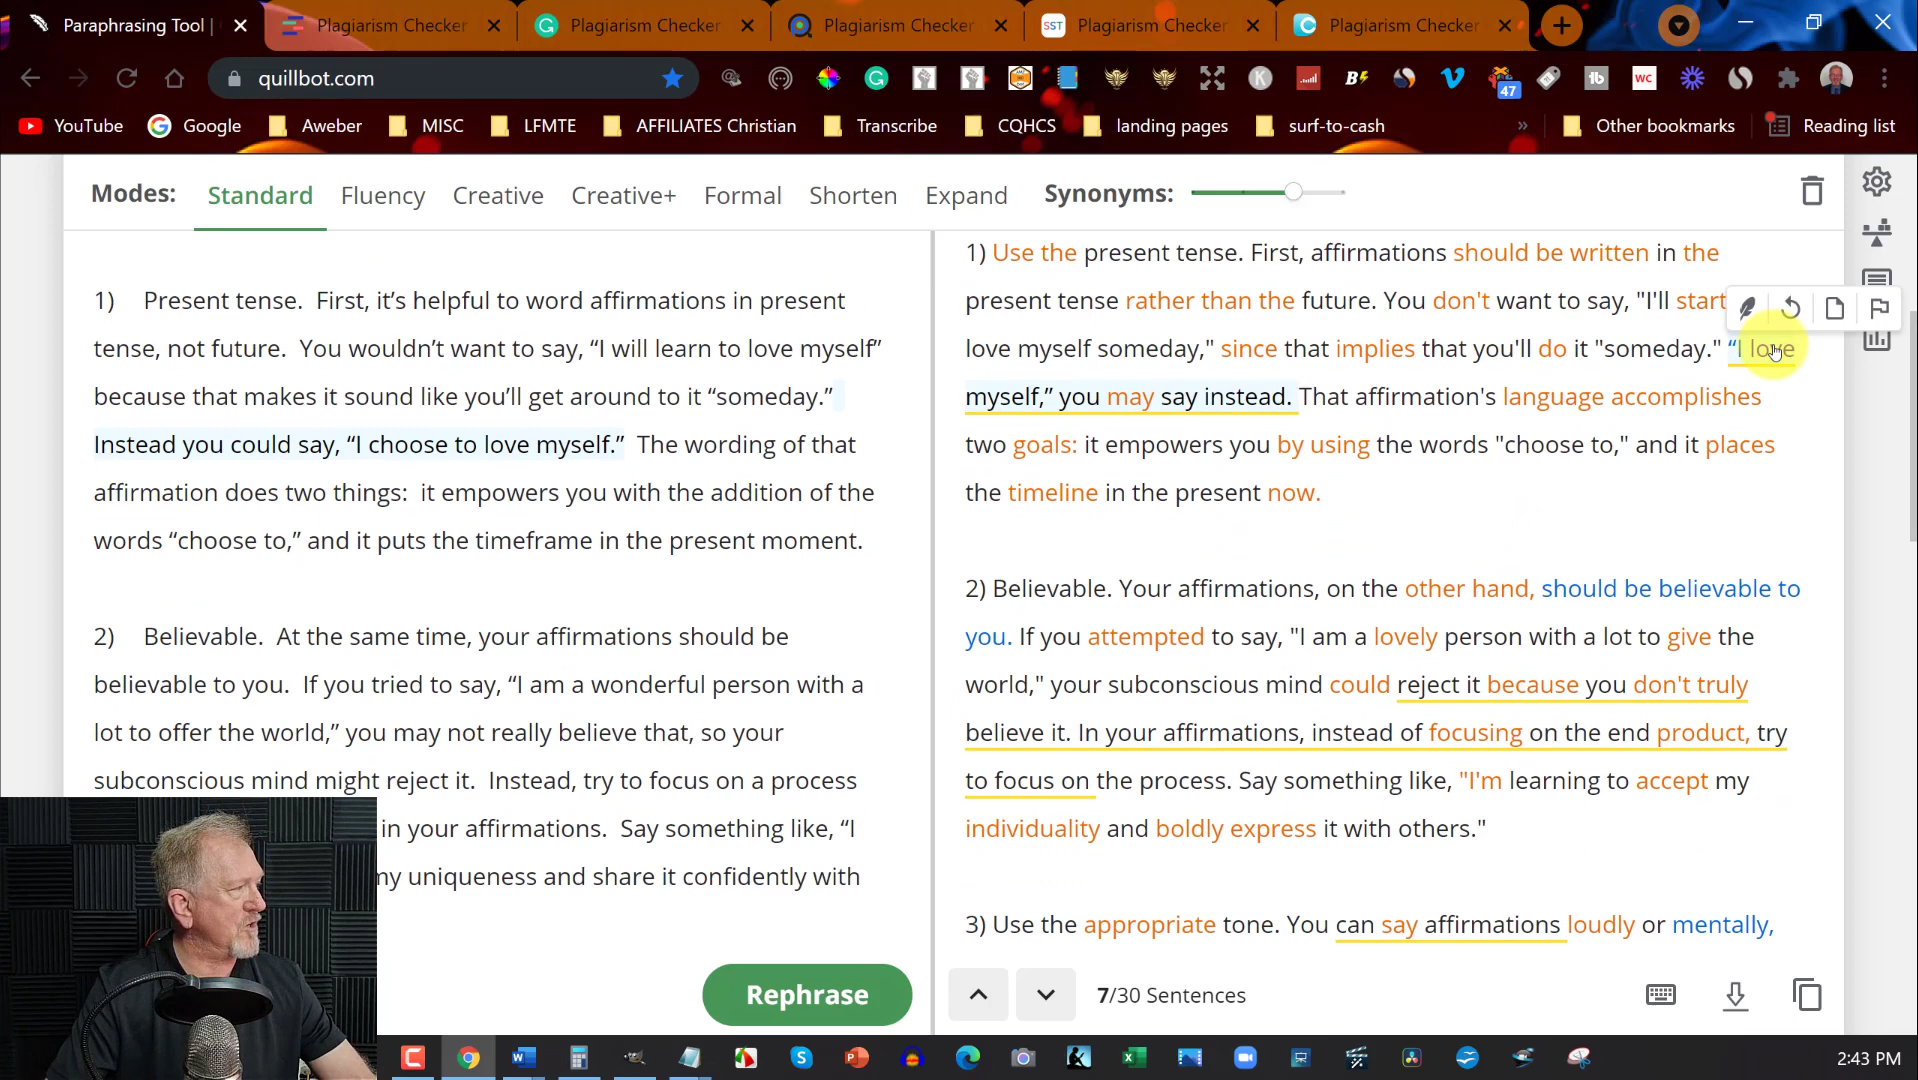 Paraphrasing Tool |
Plagiarism Checker
Plagiarism Checker
Plagiarism Checker
SST Plagiarism Checker
Plagiarism Checker
quillbot.com
47
WC
YouTube
Google
Aweber
MISC
LFMTE
AFFILIATES Christian
Transcribe
CQHCS
landing pages
surf-to-cash
»
Other bookmarks
Reading list
Modes: Standard Fluency Creative Creative+ Formal Shorten Expand Synonyms:
1) Present tense. First, it’s helpful to word affirmations in present
tense, not future. You wouldn’t want to say, “I will learn to love myself”
because that makes it sound like you’ll get around to it “someday.”
Instead you could say, “I choose to love myself.” The wording of that
affirmation does two things: it empowers you with the addition of the
words “choose to,” and it puts the timeframe in the present moment.
2) Believable. At the same time, your affirmations should be
believable to you. If you tried to say, “I am a wonderful person with a
lot to offer the world,” you may not really believe that, so your
subconscious mind might reject it. Instead, try to focus on a process
in your affirmations. Say something like, “I
my uniqueness and share it confidently with
Rephrase
1) Use the present tense. First, affirmations should be written in the
present tense rather than the future. You don't want to say, "I'll start
love myself someday," since that implies that you'll do it "someday." “I love
myself,” you may say instead. That affirmation's language accomplishes
two goals: it empowers you by using the words "choose to," and it places
the timeline in the present now.
2) Believable. Your affirmations, on the other hand, should be believable to
you. If you attempted to say, "I am a lovely person with a lot to give the
world," your subconscious mind could reject it because you don't truly
believe it. In your affirmations, instead of focusing on the end product, try
to focus on the process. Say something like, "I'm learning to accept my
individuality and boldly express it with others."
3) Use the appropriate tone. You can say affirmations loudly or mentally,
7/30 Sentences
2:43 PM